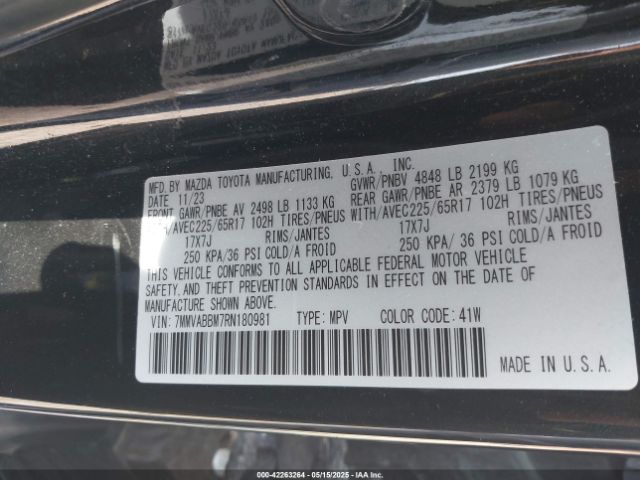 MFD. BY MAZDA TOYOTA MANUFACTURING, U.S.A. INC.
DATE 11/23 GVWR/PNBV 4848 LB 2199 KG
FRONT GAWR/PNBE AV 2498 LB 1133 KG REAR GAWR/PNBE AR 2379 LB 1079 KG
WITH/AVEC225/65R17 102H TIRES/PNEUS WITH/AVEC225/65R17 102H TIRES/PNEUS
17X7J RIMS/JANTES 17X7J RIMS/JANTES
250 KPA/36 PSI COLD/A FROID 250 KPA/ 36 PSI COLD/A FROID
THIS VEHICLE CONFORMS TO ALL APPLICABLE FEDERAL MOTOR VEHICLE
SAFETY,AND THEFT PREVENTION STANDARDS IN EFFECT ON THE DATE OF
MANUFACTURE SHOWN ABOVE.
VIN:7MMVABBM7RN180981 TYPE:MPV COLOR CODE:41W
MADE IN U.S.A.
000-42263264 - 05/15/2025 - IAA Inc.